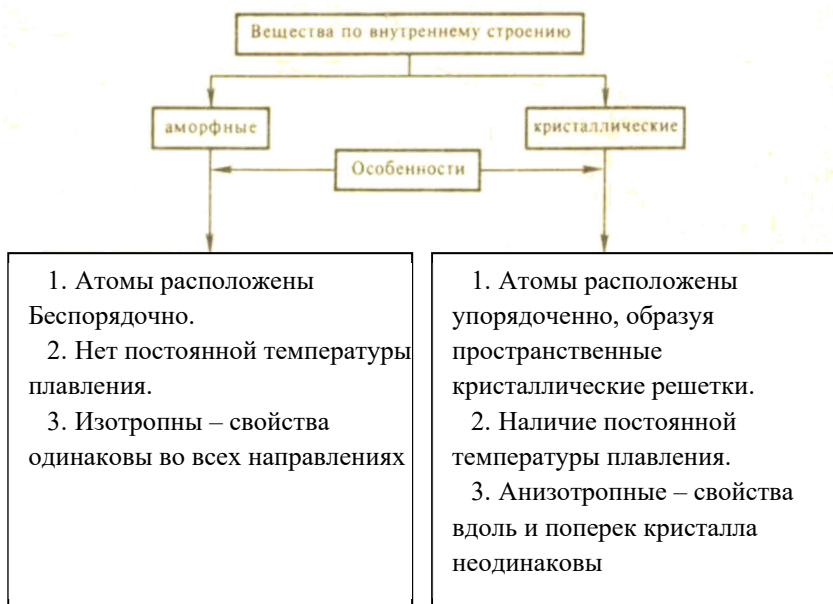 Вещества по внутреннему строению
аморфные
кристаллические
Особенности
1. Атомы расположены
Беспорядочно.
2. Нет постоянной температуры
плавления.
3. Изотропны – свойства
одинаковы во всех направлениях
1. Атомы расположены
упорядоченно, образуя
пространственные
кристаллические решетки.
2. Наличие постоянной
температуры плавления.
3. Анизотропные – свойства
вдоль и поперек кристалла
неодинаковы